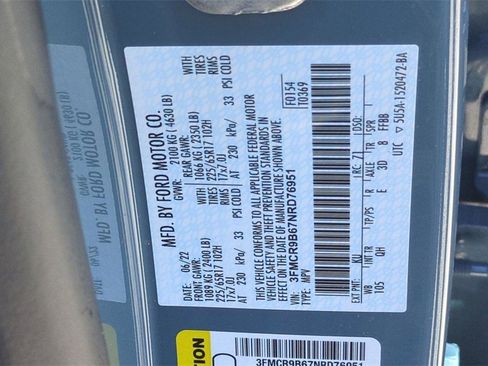 MFD. BY FORD MOTOR CO.
DATE: 06/22 GVWR: 2100 KG ( 4630 LB)
FRONT GAWR: REAR GAWR: WITH
1089 KG (2400 LB) 1066 KG (2350 LB) TIRES
225/65R17 102H 225/65R17 102H RIMS
17x7.0J 17x7.0J
AT 230 kPa/ 33 PSI COLD AT 230 kPa/ 33 PSI COLD
THIS VEHICLE CONFORMS TO ALL APPLICABLE FEDERAL MOTOR
VEHICLE SAFETY AND THEFT PREVENTION STANDARDS IN
EFFECT ON THE DATE OF MANUFACTURE SHOWN ABOVE.
VIN: 3FMCR9B67NRD76951 F0154
TYPE: MPV T0369
EXT PNT: KU RC: 71 DSO:
WB INT TR TP/PS R AXLE TR SPR
105 QH E 3D 8 FFBB
UTC ▽ 5U5A-1520472-BA
3FMCR9B67NRD76951